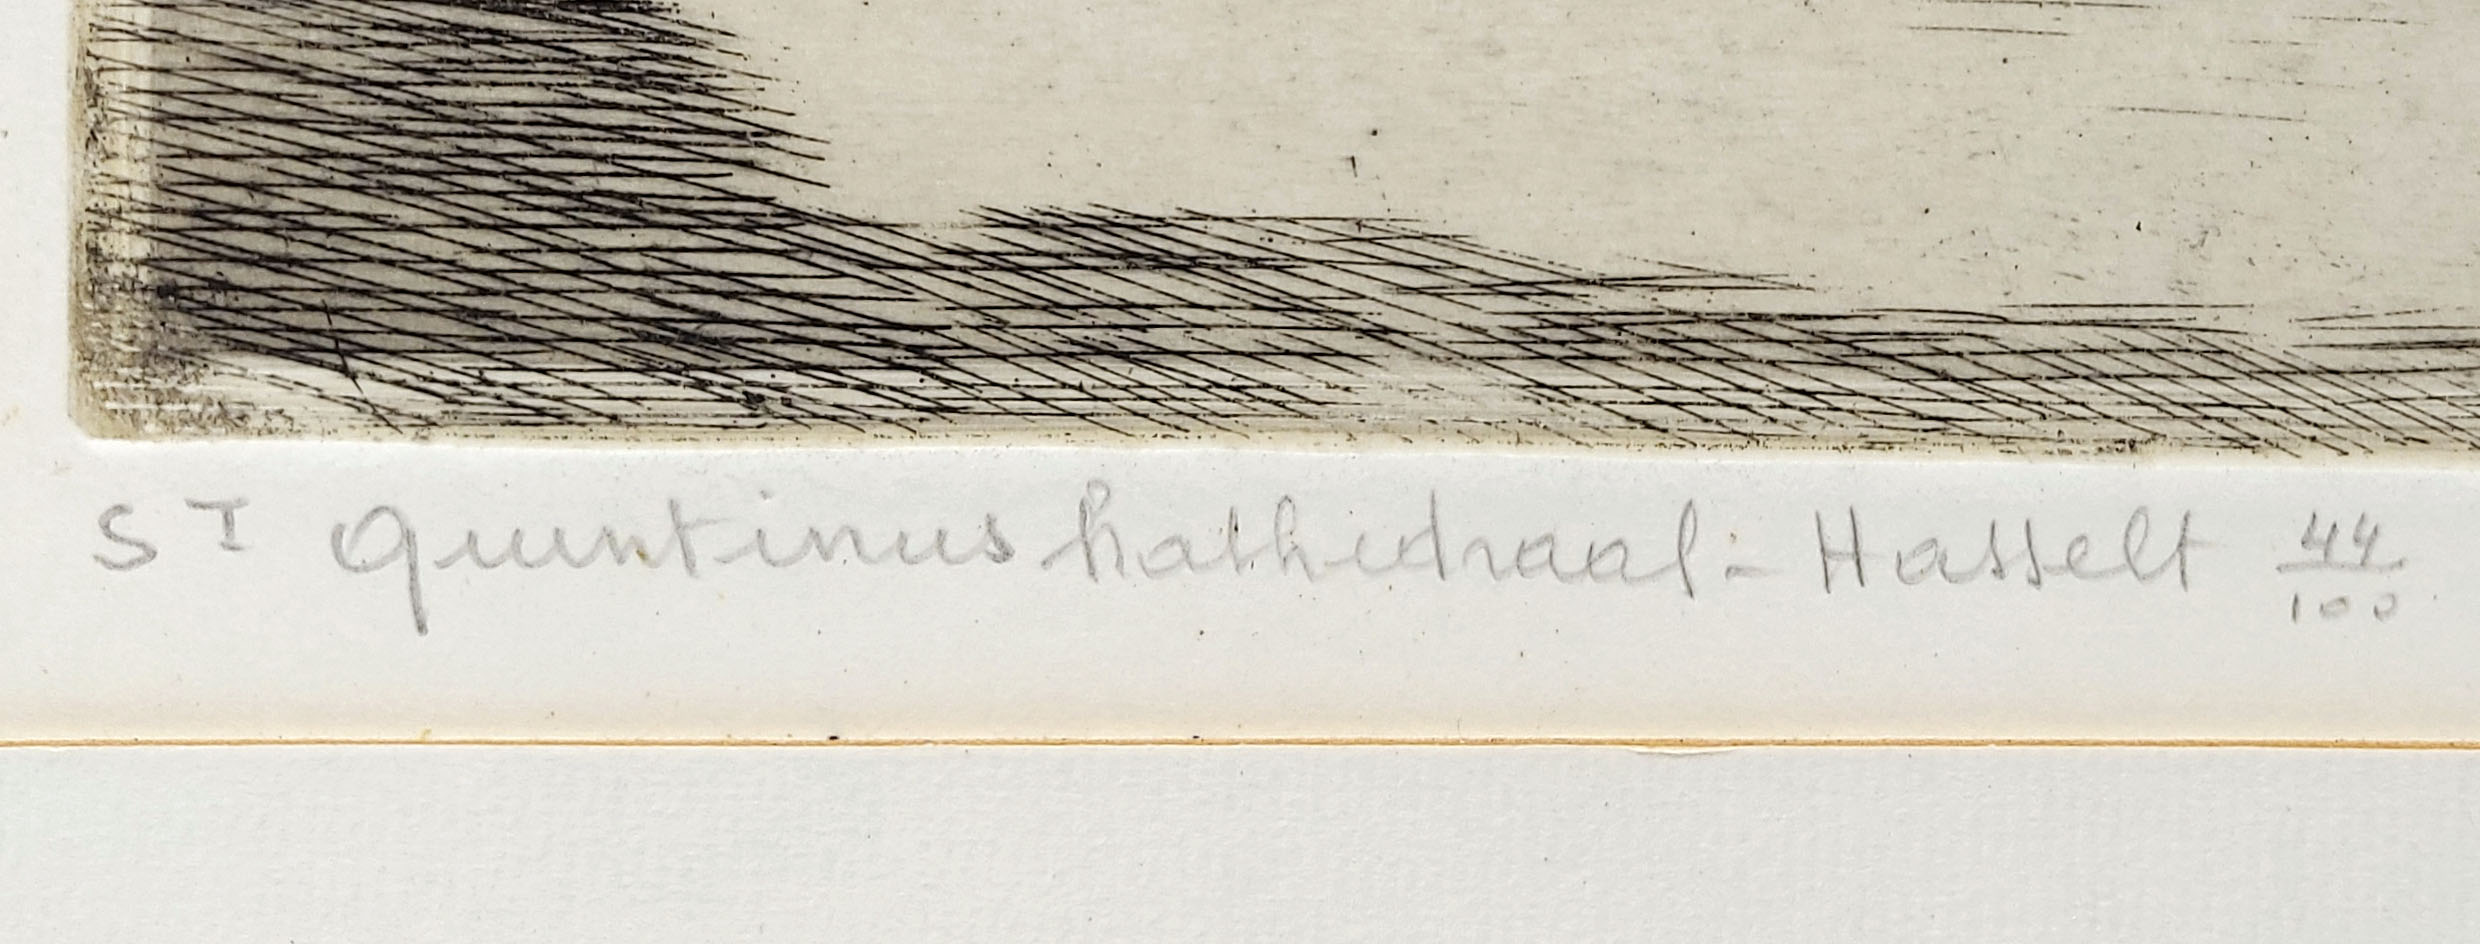 ST Quintinus kathedraal - Hasselt 44/100